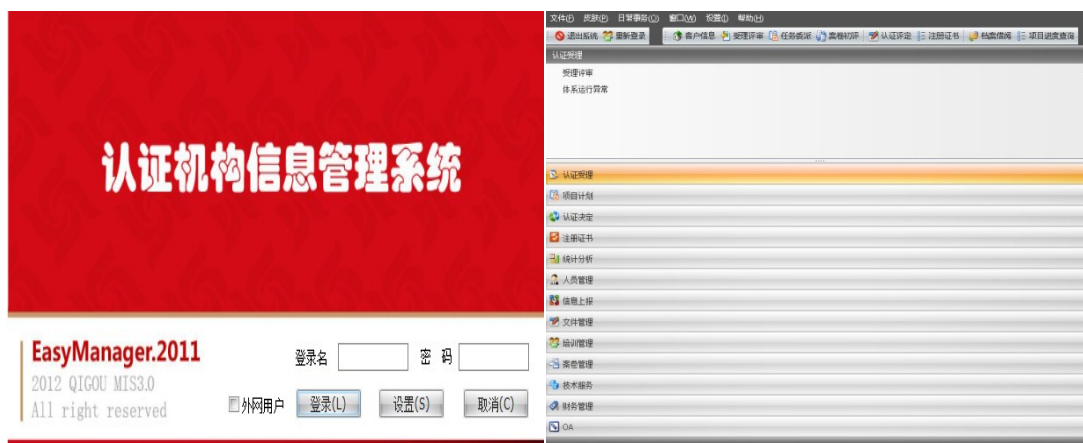 认证机构信息管理系统
EasyManager.2011
2012 QIGOU MIS3.0
All right reserved
登录名 密 码
外网用户 登录(L) 设置(S) 取消(C)
文件(F) 皮肤(P) 日常事务(O) 窗口(W) 设置(I) 帮助(H)
退出系统 重新登录 客户信息 受理评审 任务委派 案卷初评 认证评定 注册证书 档案借阅 项目进度查询
认证受理
受理评审
体系运行异常
认证受理
项目计划
认证决定
注册证书
统计分析
人员管理
信息上报
文件管理
培训管理
案卷管理
技术服务
财务管理
OA